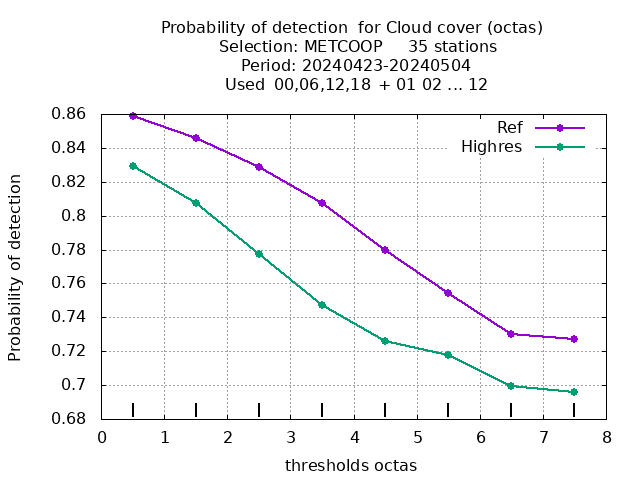 Probability of detection  for Cloud cover (octas)
Selection: METCOOP     35 stations
Period: 20240423-20240504
Used  00,06,12,18 + 01 02 ... 12
Ref
Highres
0.86
0.84
0.82
0.8
0.78
0.76
0.74
0.72
0.7
0.68
Probability of detection
0 1 2 3 4 5 6 7 8
thresholds octas